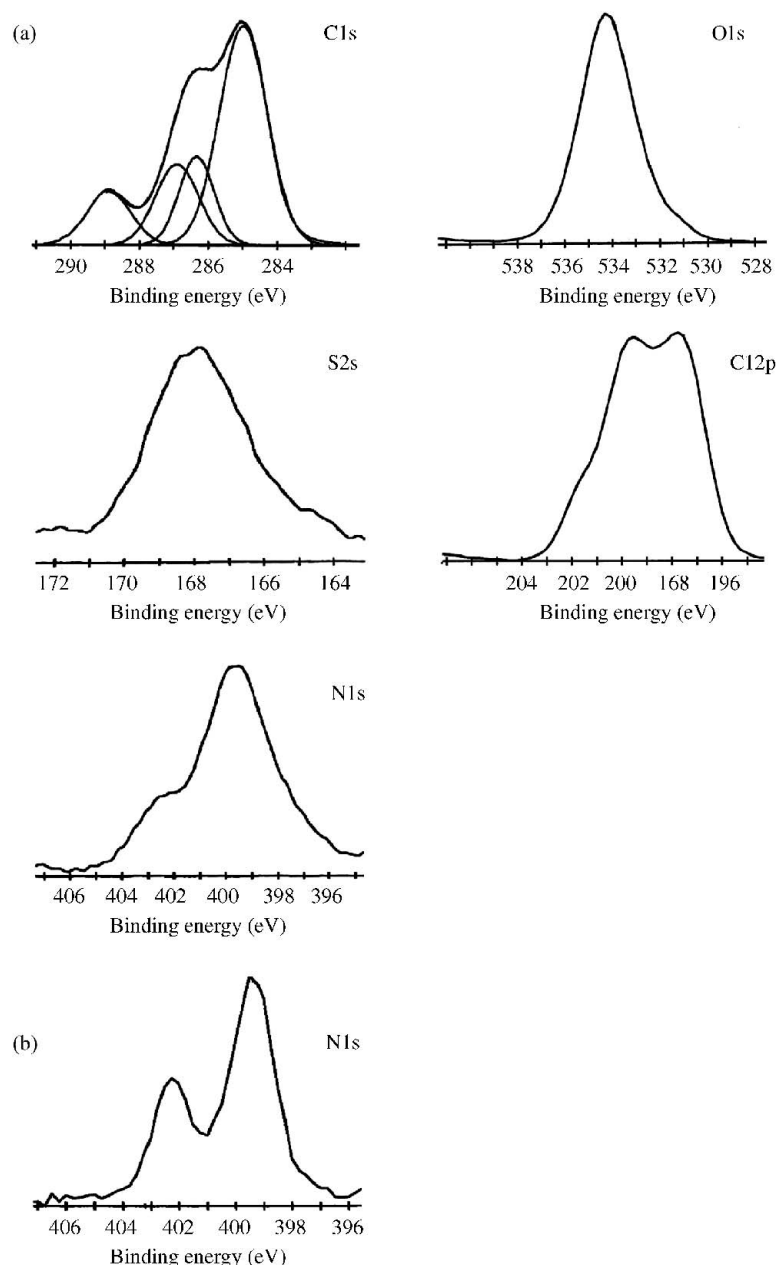 (a)
C1s
290 288 286 284
Binding energy (eV)
O1s
538 536 534 532 530 528
Binding energy (eV)
S2s
172 170 168 166 164
Binding energy (eV)
C12p
204 202 200 168 196
Binding energy (eV)
N1s
406 404 402 400 398 396
Binding energy (eV)
(b)
N1s
406 404 402 400 398 396
Binding energy (eV)